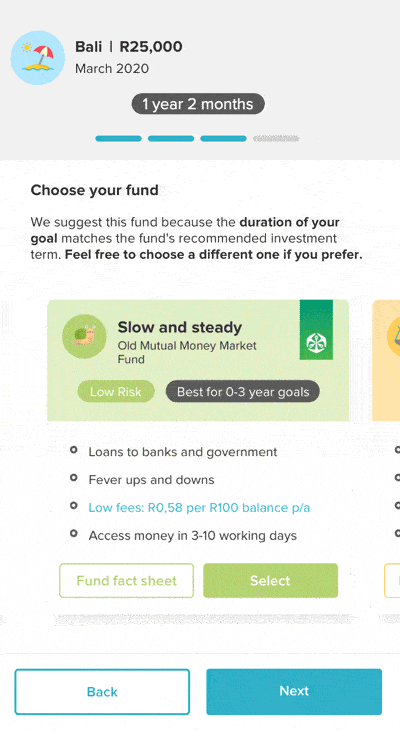 Bali | R25,000
March 2020
1 year 2 months
Choose your fund
We suggest this fund because the duration of your
goal matches the fund's recommended investment
term. Feel free to choose a different one if you prefer.
Slow and steady
Old Mutual Money Market
Fund
Low Risk
Best for 0-3 year goals
Loans to banks and government
Fever ups and downs
Low fees: R0,58 per R100 balance p/a
Access money in 3-10 working days
Fund fact sheet
Select
Back
Next